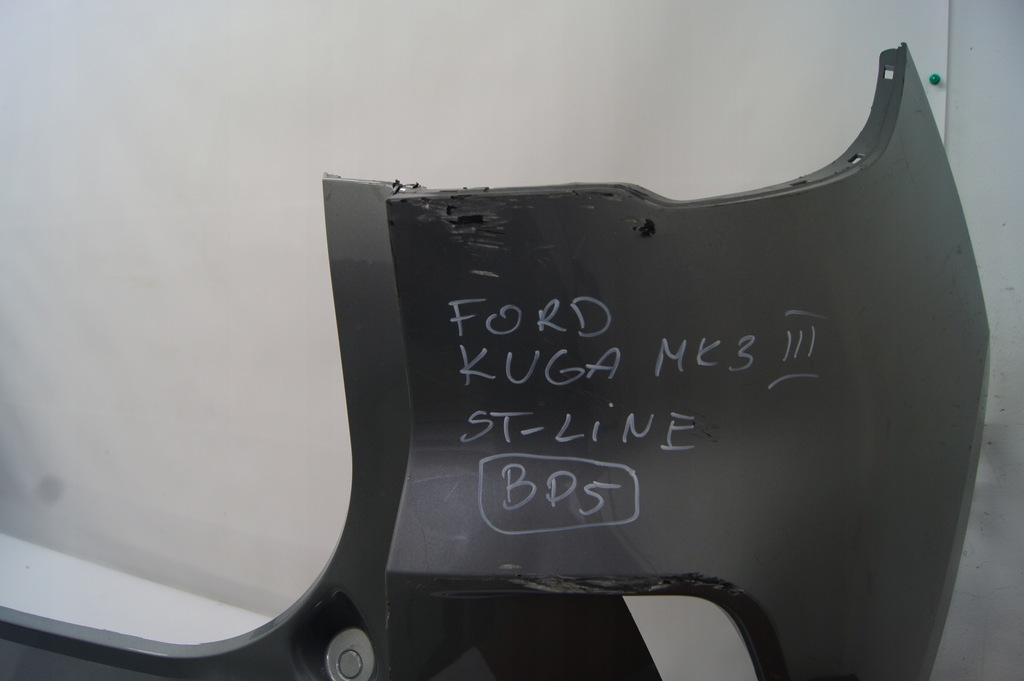 FORD
KUGA MK3 III
ST-LiNE
BP5